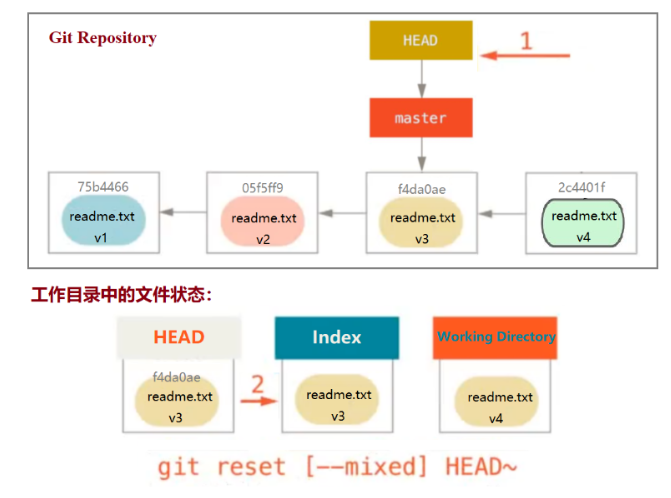 Git Repository
HEAD
1
master
75b4466
readme.txt
v1
05f5ff9
readme.txt
v2
f4da0ae
readme.txt
v3
2c4401f
readme.txt
v4
工作目录中的文件状态：
HEAD
Index
Working Directory
f4da0ae
readme.txt
v3
2
readme.txt
v3
readme.txt
v4
git reset [--mixed] HEAD~